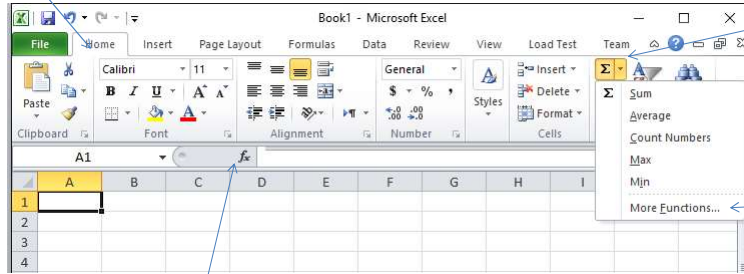 Book1 - Microsoft Excel
File Home Insert Page Layout Formulas Data Review View Load Test Team
Calibri 11 General Insert Σ
Paste B I U A A $ % , Styles Delete
A Format
Clipboard Font Alignment Number Cells
Σ Sum
Average
Count Numbers
Max
Min
More Functions...
A1 fx
A B C D E F G H I
1
2
3
4